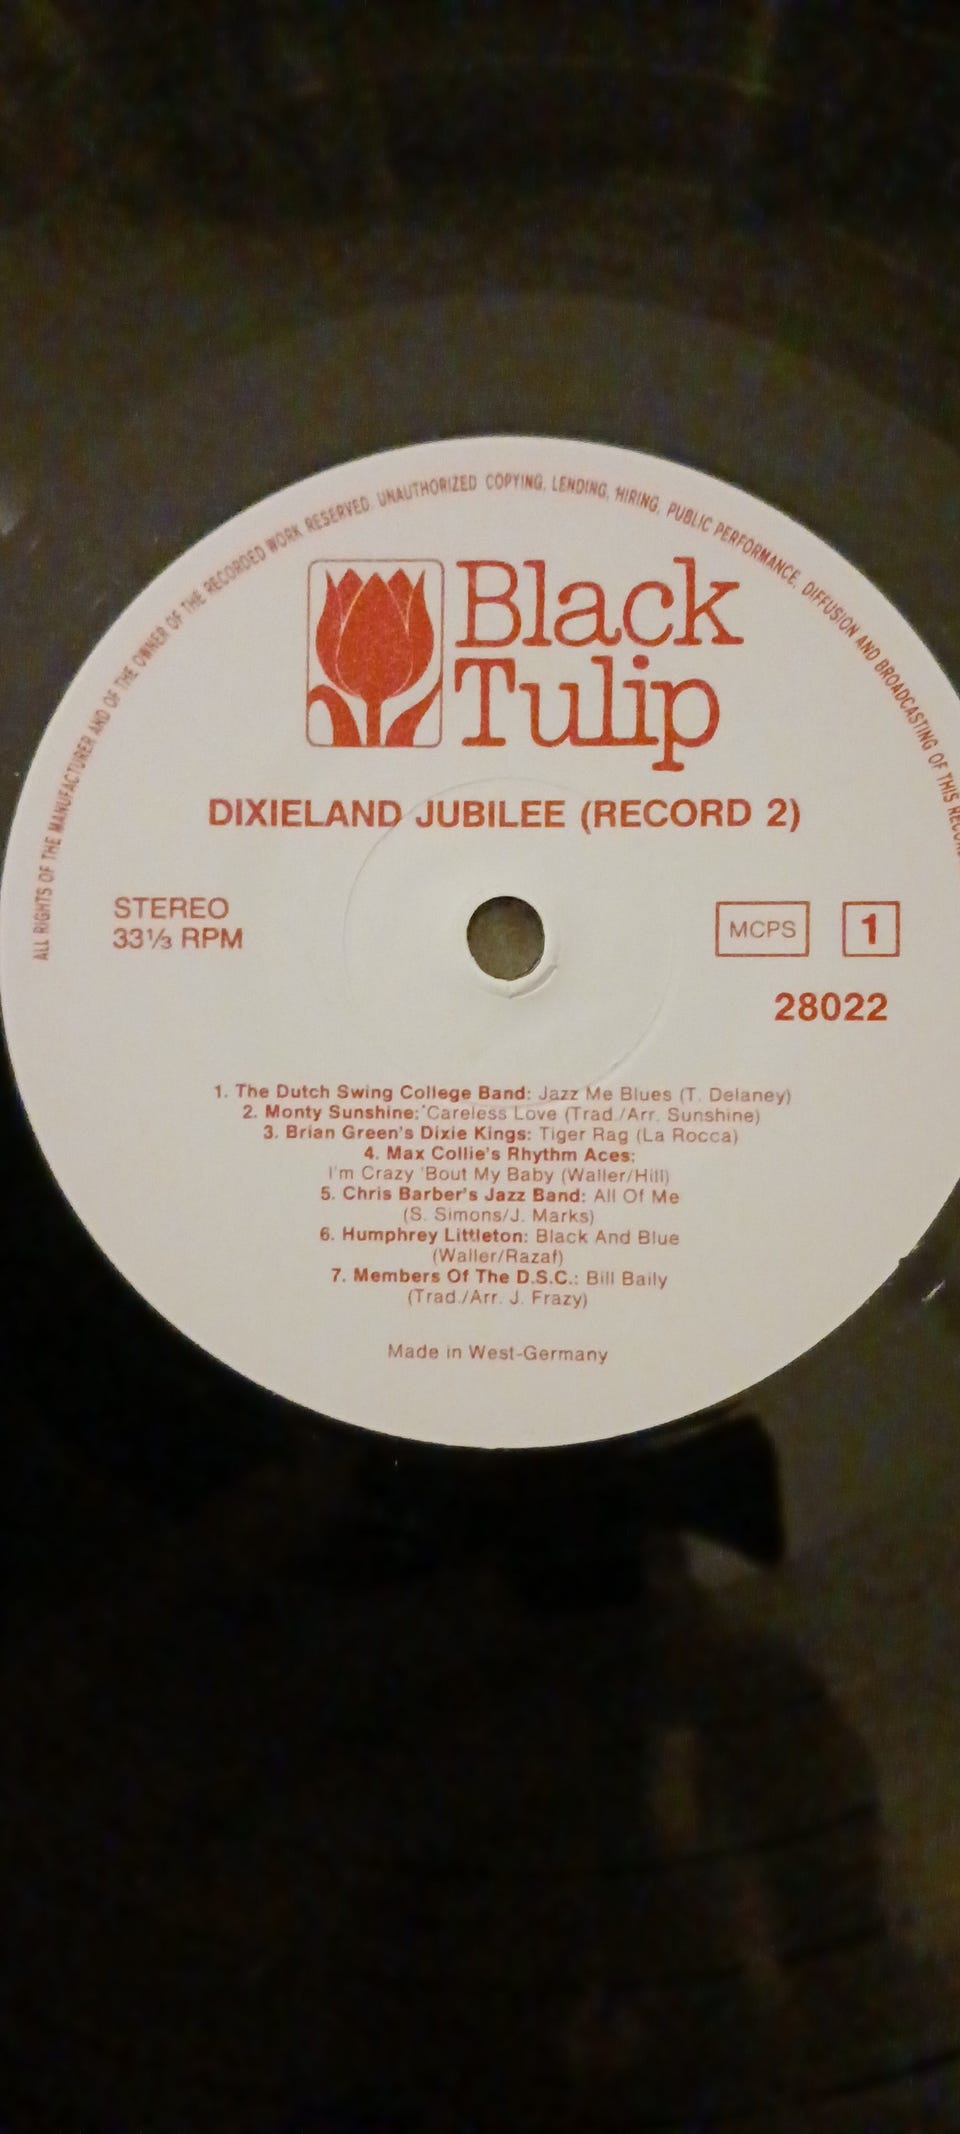 ALL RIGHTS OF THE MANUFACTURER AND OF THE OWNER OF THE RECORDED WORK RESERVED. UNAUTHORIZED COPYING, LENDING, HIRING, PUBLIC PERFORMANCE, DIFFUSION AND BROADCASTING OF THIS
Black
Tulip
DIXIELAND JUBILEE (RECORD 2)
STEREO
33⅓ RPM
MCPS
1
28022
1. The Dutch Swing College Band: Jazz Me Blues (T. Delaney)
2. Monty Sunshine: Careless Love (Trad./Arr. Sunshine)
3. Brian Green's Dixie Kings: Tiger Rag (La Rocca)
4. Max Collie's Rhythm Aces:
I'm Crazy 'Bout My Baby (Waller/Hill)
5. Chris Barber's Jazz Band: All Of Me
(S. Simons/J. Marks)
6. Humphrey Littleton: Black And Blue
(Waller/Razaf)
7. Members Of The D.S.C.: Bill Baily
(Trad./Arr. J. Frazy)
Made in West-Germany